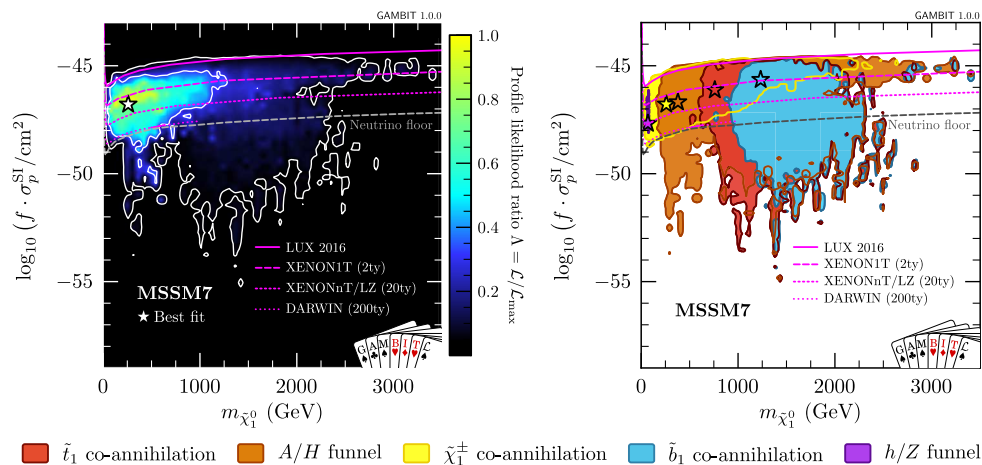 GAMBIT 1.0.0
−45
−50
−55
log₁₀ (f · σₚˢᴵ/cm²)
0
1000
2000
3000
m_χ̃⁰₁ (GeV)
Neutrino floor
LUX 2016
XENON1T (2ty)
XENONnT/LZ (20ty)
DARWIN (200ty)
MSSM7
★ Best fit
G A M B I T L
1.0
0.8
0.6
0.4
0.2
Profile likelihood ratio Λ = ℒ/ℒmax
GAMBIT 1.0.0
−45
−50
−55
log₁₀ (f · σₚˢᴵ/cm²)
0
1000
2000
3000
m_χ̃⁰₁ (GeV)
Neutrino floor
LUX 2016
XENON1T (2ty)
XENONnT/LZ (20ty)
DARWIN (200ty)
MSSM7
G A M B I T L
t̃₁ co-annihilation
A/H funnel
χ̃₁± co-annihilation
b̃₁ co-annihilation
h/Z funnel